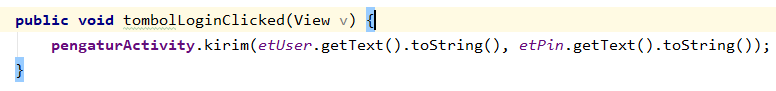 public void tombolLoginClicked(View v) {
pengaturActivity.kirim(etUser.getText().toString(), etPin.getText().toString());
}